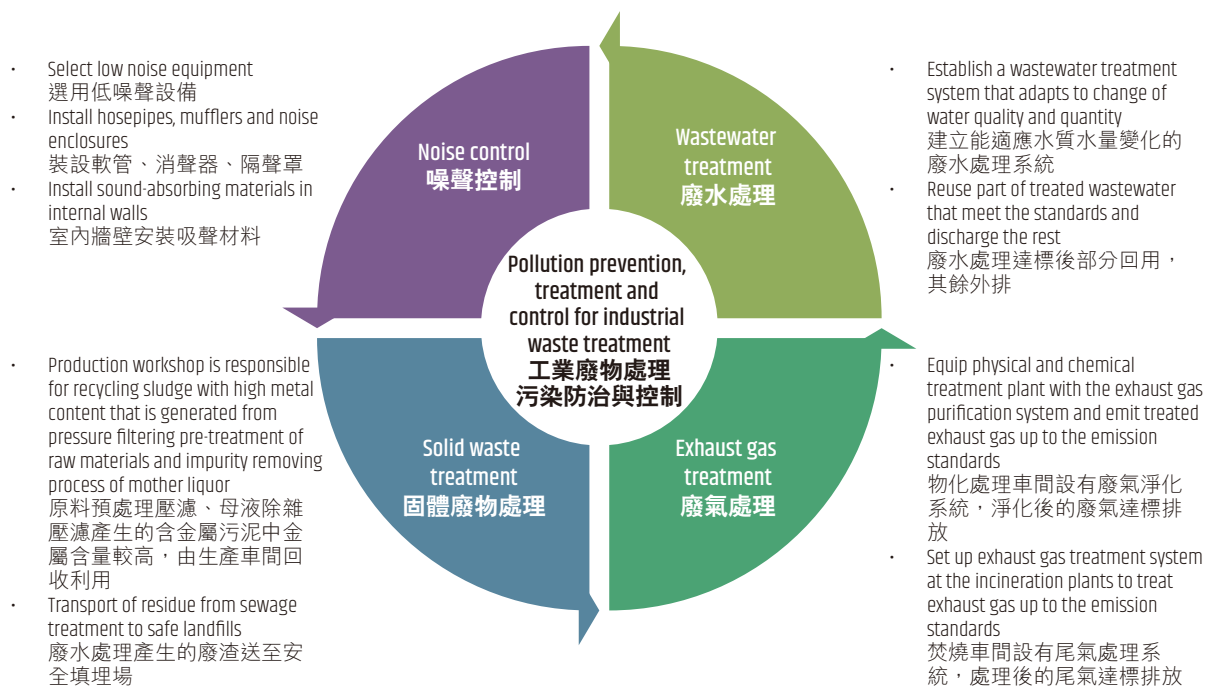 · Select low noise equipment
選用低噪聲設備
· Install hosepipes, mufflers and noise
enclosures
裝設軟管、消聲器、隔聲罩
· Install sound-absorbing materials in
internal walls
室內牆壁安裝吸聲材料
Noise control
噪聲控制
Wastewater
treatment
廢水處理
· Establish a wastewater treatment
system that adapts to change of
water quality and quantity
建立能適應水質水量變化的
廢水處理系統
· Reuse part of treated wastewater
that meet the standards and
discharge the rest
廢水處理達標後部分回用，
其餘外排
Pollution prevention,
treatment and
control for industrial
waste treatment
工業廢物處理
污染防治與控制
· Production workshop is responsible
for recycling sludge with high metal
content that is generated from
pressure filtering pre-treatment of
raw materials and impurity removing
process of mother liquor
原料預處理壓濾、母液除雜
壓濾產生的含金屬污泥中金
屬含量較高，由生產車間回
收利用
· Transport of residue from sewage
treatment to safe landfills
廢水處理產生的廢渣送至安
全填埋場
Solid waste
treatment
固體廢物處理
Exhaust gas
treatment
廢氣處理
· Equip physical and chemical
treatment plant with the exhaust gas
purification system and emit treated
exhaust gas up to the emission
standards
物化處理車間設有廢氣淨化
系統，淨化後的廢氣達標排
放
· Set up exhaust gas treatment system
at the incineration plants to treat
exhaust gas up to the emission
standards
焚燒車間設有尾氣處理系
統，處理後的尾氣達標排放